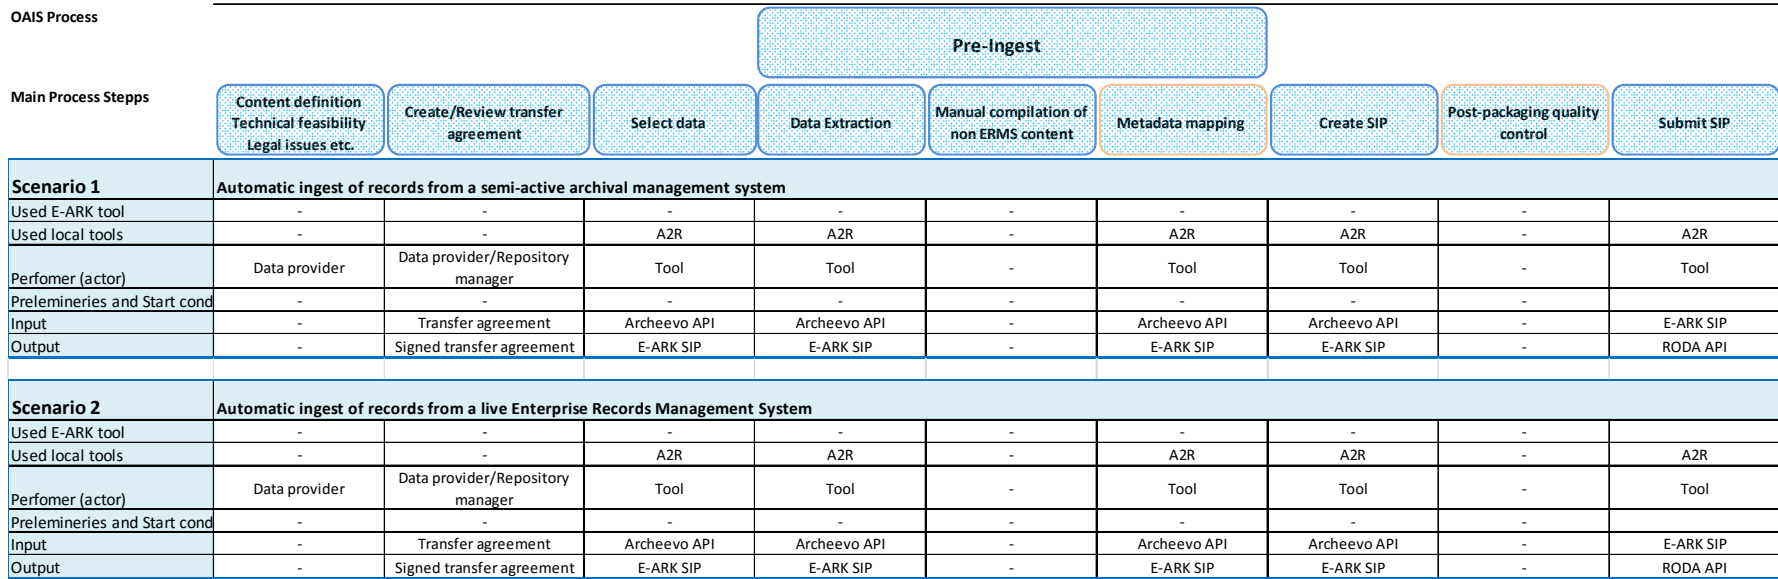 OAIS Process
Pre-Ingest
Main Process Stepps
Content definition
Technical feasibility
Legal issues etc.
Create/Review transfer
agreement
Select data
Data Extraction
Manual compilation of
non ERMS content
Metadata mapping
Create SIP
Post-packaging quality
control
Submit SIP
Scenario 1 Automatic ingest of records from a semi-active archival management system
Used E-ARK tool - - - - - - - -
Used local tools - - A2R A2R - A2R A2R - A2R
Perfomer (actor) Data provider Data provider/Repository
manager Tool Tool - Tool Tool - Tool
Prelemineries and Start cond - - - - - - - -
Input - Transfer agreement Archeevo API Archeevo API - Archeevo API Archeevo API - E-ARK SIP
Output - Signed transfer agreement E-ARK SIP E-ARK SIP - E-ARK SIP E-ARK SIP - RODA API
Scenario 2 Automatic ingest of records from a live Enterprise Records Management System
Used E-ARK tool - - - - - - - -
Used local tools - - A2R A2R - A2R A2R - A2R
Perfomer (actor) Data provider Data provider/Repository
manager Tool Tool - Tool Tool - Tool
Prelemineries and Start cond - - - - - - - -
Input - Transfer agreement Archeevo API Archeevo API - Archeevo API Archeevo API - E-ARK SIP
Output - Signed transfer agreement E-ARK SIP E-ARK SIP - E-ARK SIP E-ARK SIP - RODA API